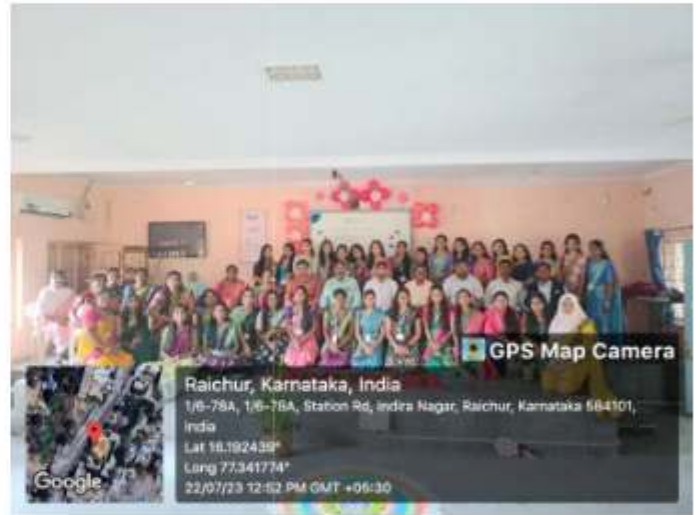 GPS Map Camera
Raichur, Karnataka, India
1/6-78A, 1/6-78A, Station Rd, Indira Nagar, Raichur, Karnataka 584101,
India
Lat 16.192439°
Long 77.341774°
22/07/23 12:52 PM GMT +05:30
Google